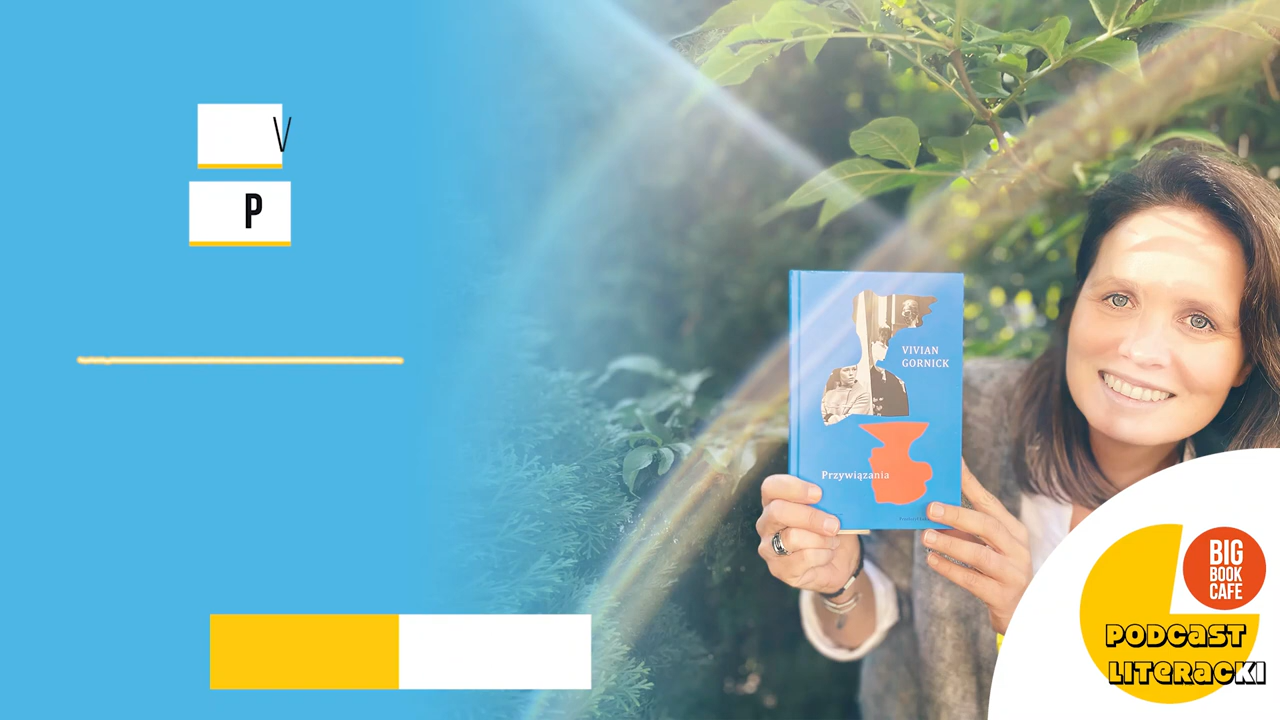 V
P
VIVIAN
GORNICK
Przywiązania
BIG
BOOK
CAFE
PODCAST
LITERACKI